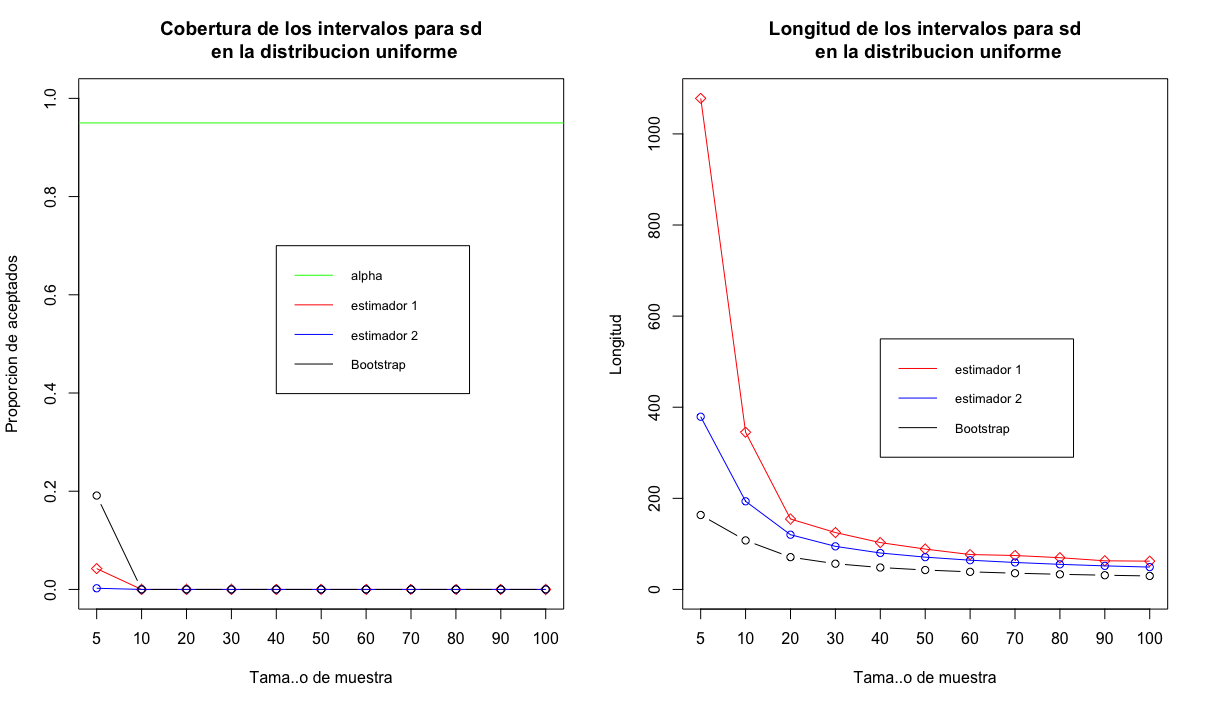 Cobertura de los intervalos para sd
en la distribucion uniforme
Proporcion de aceptados
1.0
0.8
0.6
0.4
0.2
0.0
alpha
estimador 1
estimador 2
Bootstrap
5 10 20 30 40 50 60 70 80 90 100
Tama..o de muestra
Longitud de los intervalos para sd
en la distribucion uniforme
Longitud
1000
800
600
400
200
0
estimador 1
estimador 2
Bootstrap
5 10 20 30 40 50 60 70 80 90 100
Tama..o de muestra